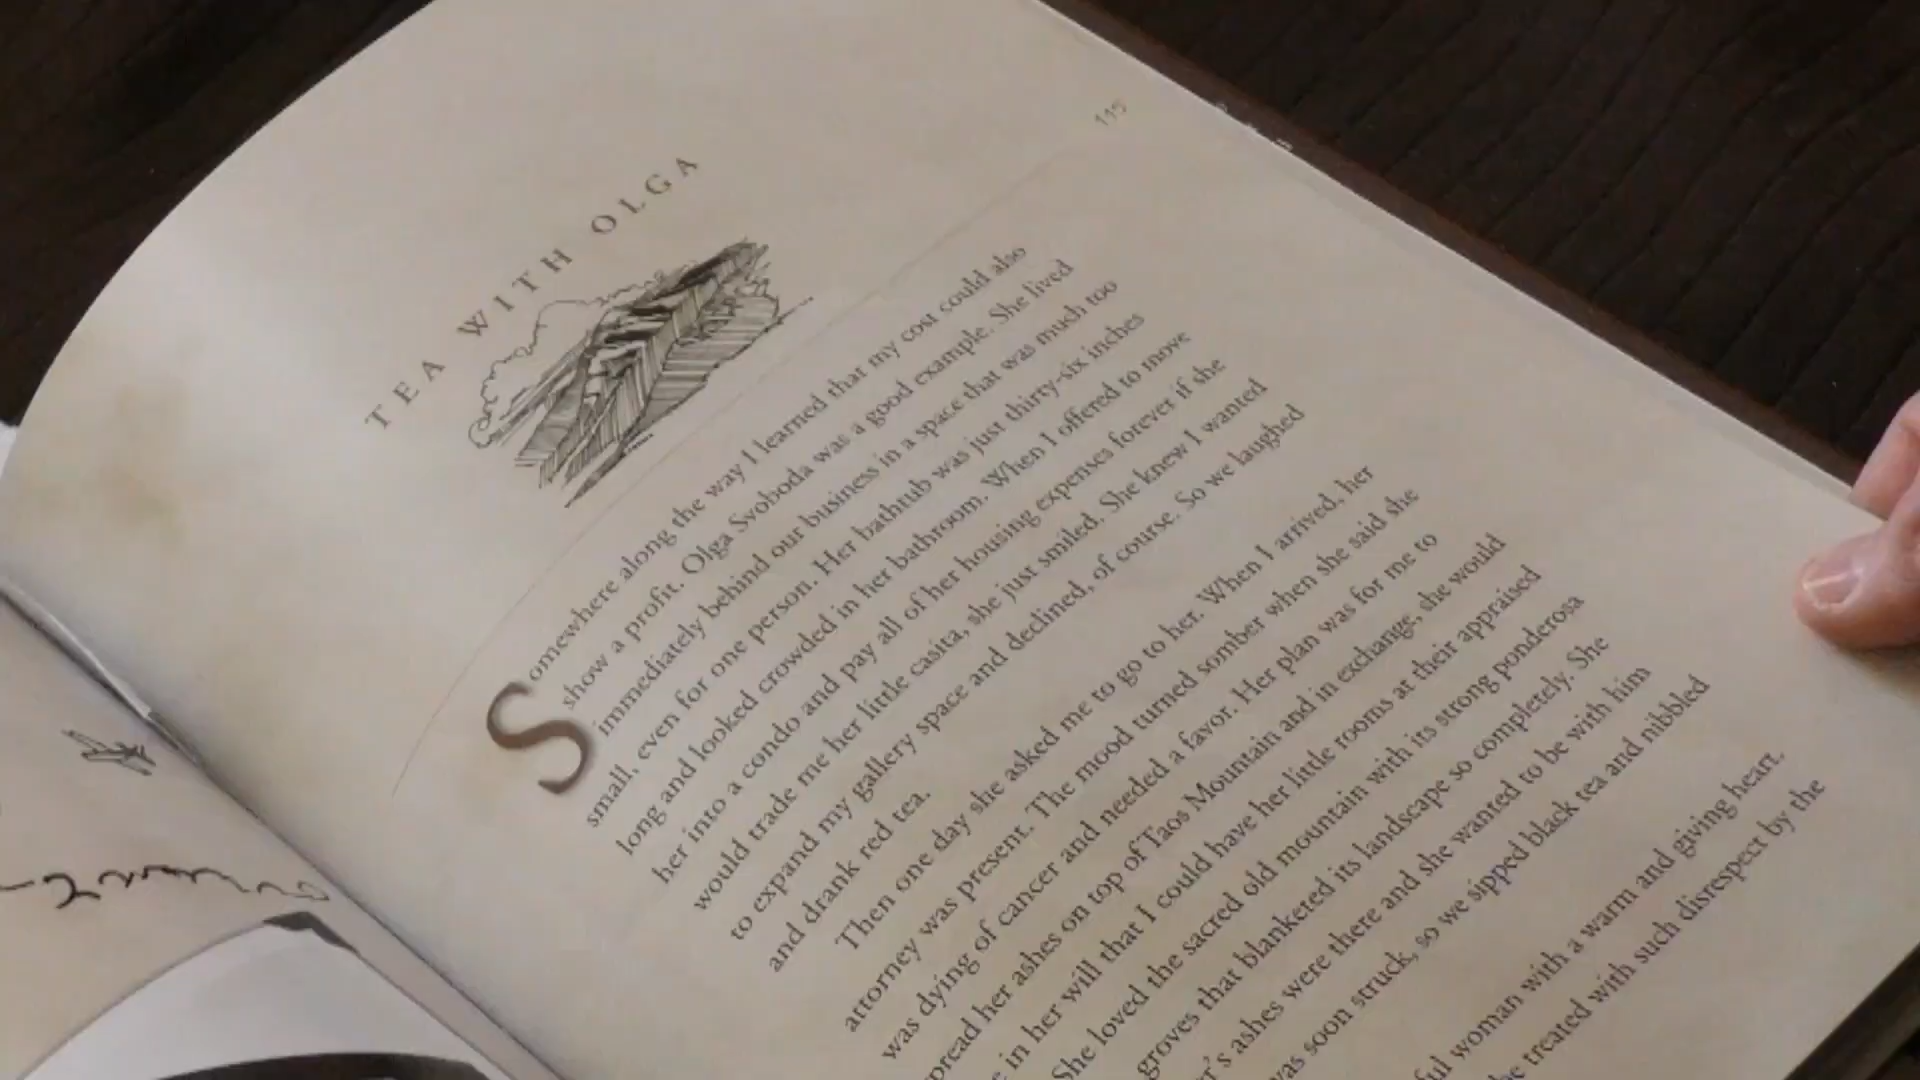 115
TEA WITH OLGA
Somewhere along the way I learned that my cost could also
show a profit. Olga Svoboda was a good example. She lived
immediately behind our business in a space that was much too
small, even for one person. Her bathtub was just thirty-six inches
long and looked crowded in her bathroom. When I offered to move
her into a condo and pay all of her housing expenses forever if she
would trade me her little casita, she just smiled. She knew I wanted
to expand my gallery space and declined, of course. So we laughed
and drank red tea.
Then one day she asked me to go to her. When I arrived, her
attorney was present. The mood turned somber when she said she
was dying of cancer and needed a favor. Her plan was for me to
spread her ashes on top of Taos Mountain and in exchange, she would
in her will that I could have her little rooms at their appraised
She loved the sacred old mountain with its strong ponderosa
groves that blanketed its landscape so completely. She
ashes were there and she wanted to be with him
was soon struck, so we sipped black tea and nibbled
woman with a warm and giving heart.
treated with such disrespect by the